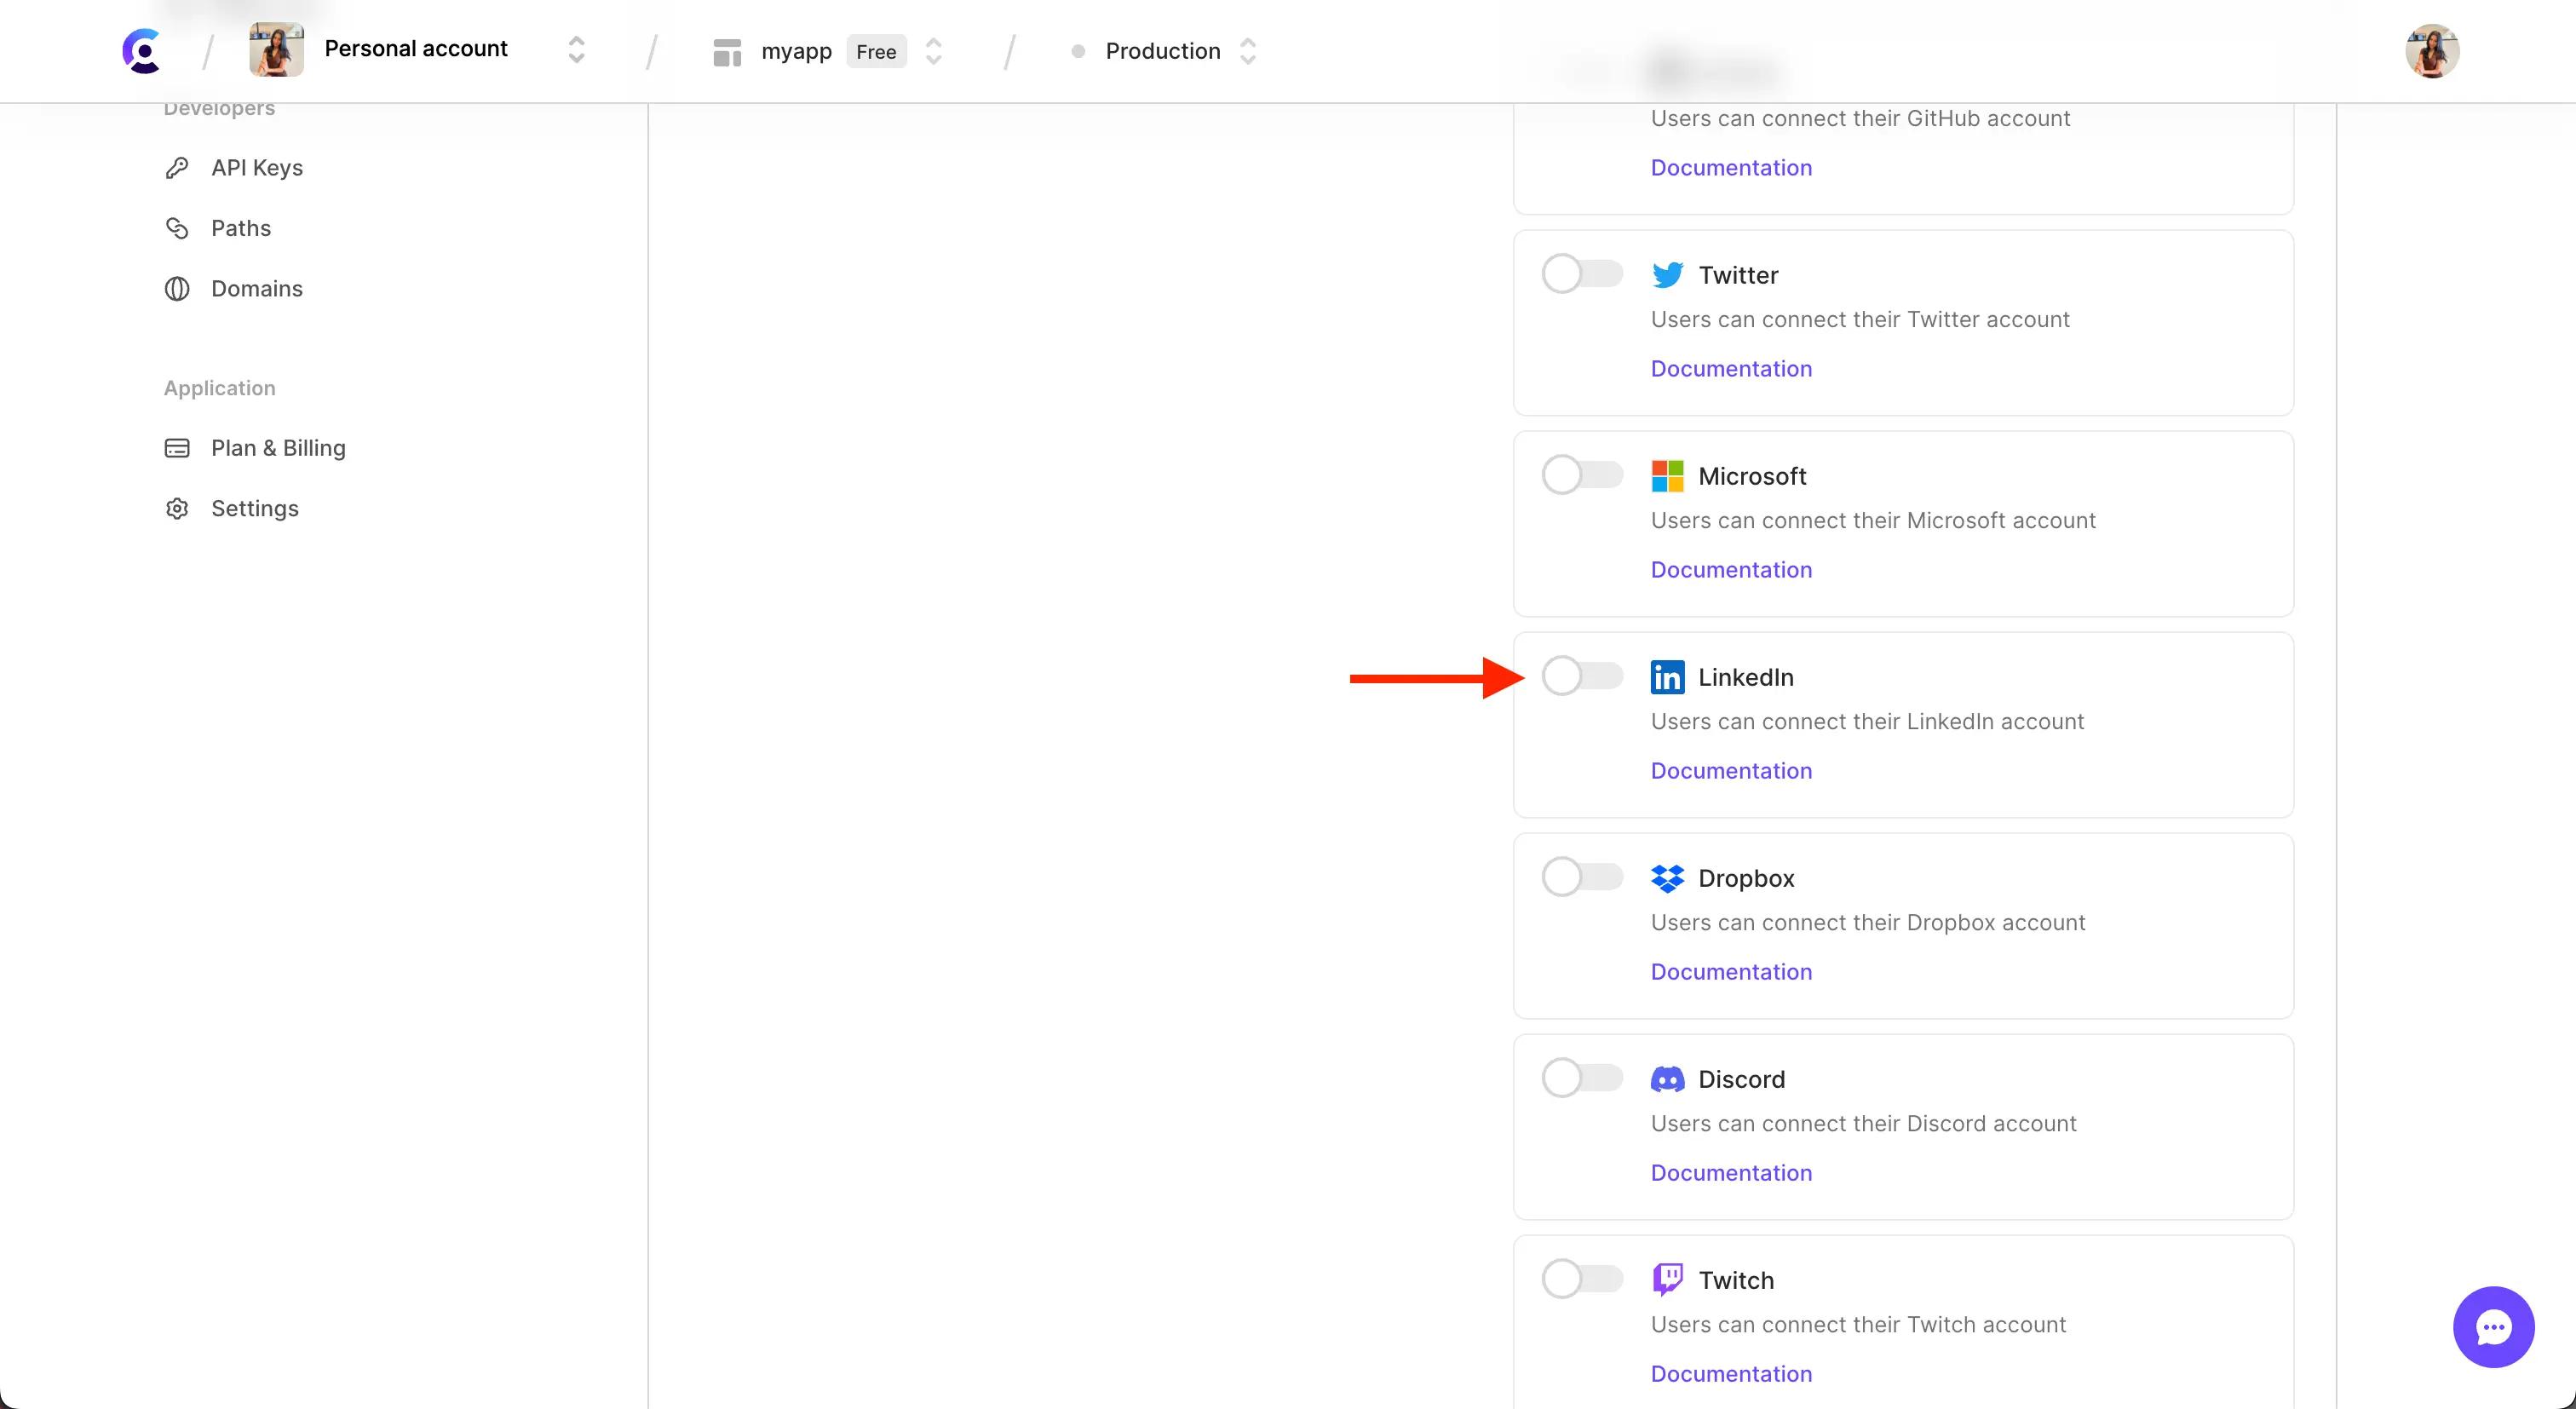 Personal account
myapp
Free
Production
Developers
API Keys
Paths
Domains
Application
Plan & Billing
Settings
Users can connect their GitHub account
Documentation
Twitter
Users can connect their Twitter account
Documentation
Microsoft
Users can connect their Microsoft account
Documentation
in
LinkedIn
Users can connect their LinkedIn account
Documentation
Dropbox
Users can connect their Dropbox account
Documentation
Discord
Users can connect their Discord account
Documentation
Twitch
Users can connect their Twitch account
Documentation